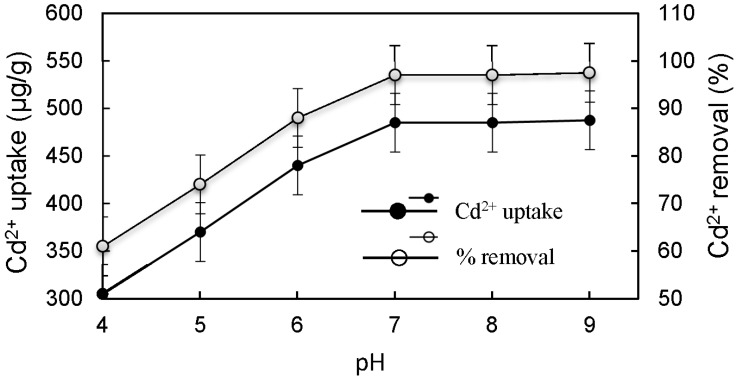 600
550
500
450
400
350
300
Cd²⁺ uptake (µg/g)
110
100
90
80
70
60
50
Cd²⁺ removal (%)
Cd²⁺ uptake
% removal
4 5 6 7 8 9
pH